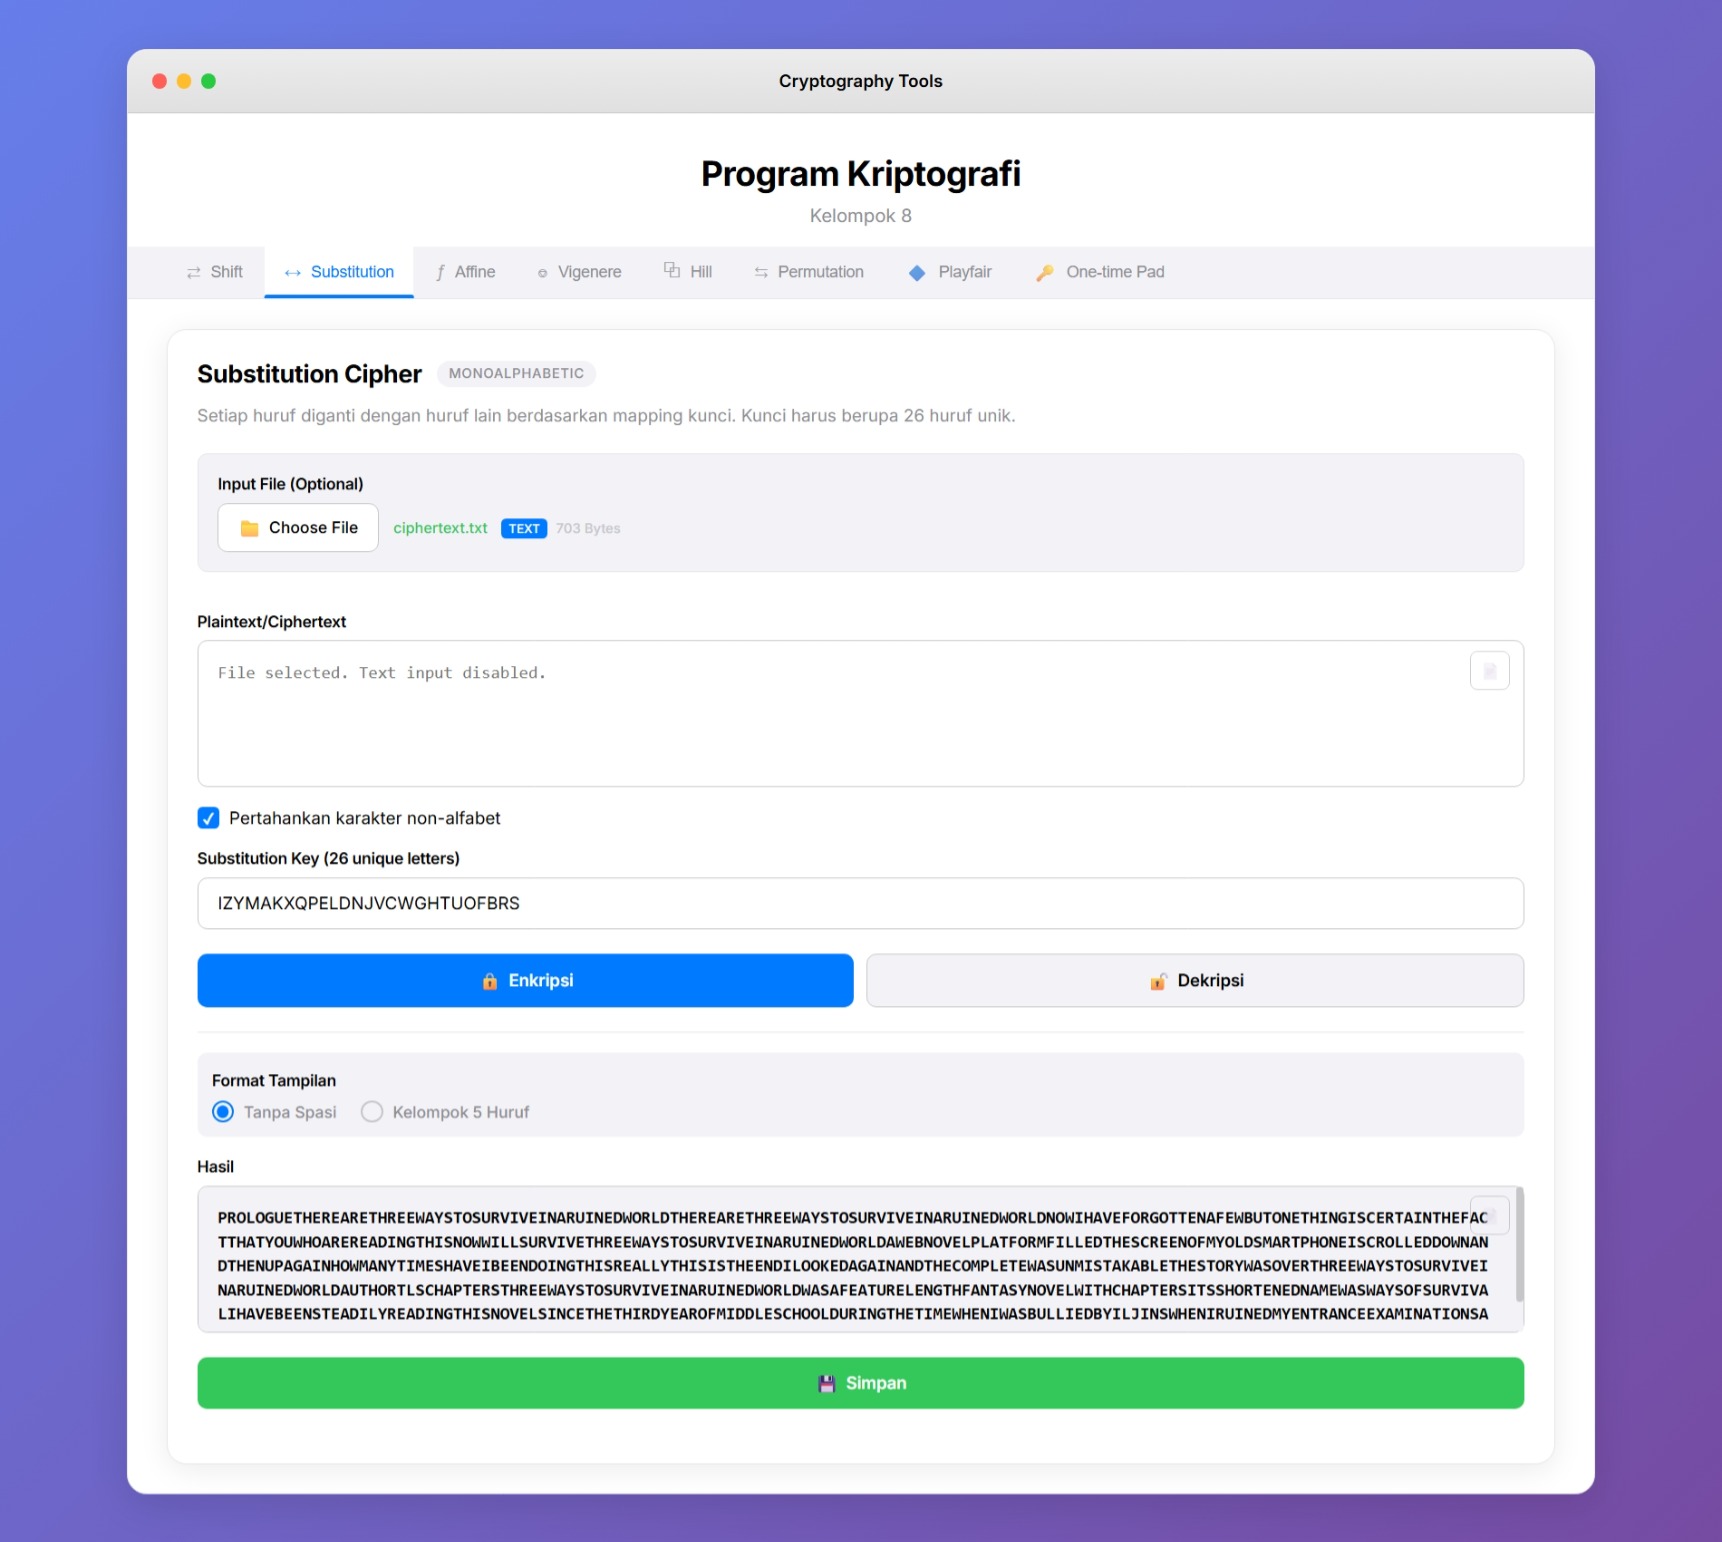 Cryptography Tools
Program Kriptografi
Kelompok 8
Shift
Substitution
Affine
Vigenere
Hill
Permutation
Playfair
One-time Pad
Substitution Cipher
MONOALPHABETIC
Setiap huruf diganti dengan huruf lain berdasarkan mapping kunci. Kunci harus berupa 26 huruf unik.
Input File (Optional)
Choose File
ciphertext.txt
TEXT
703 Bytes
Plaintext/Ciphertext
File selected. Text input disabled.
Pertahankan karakter non-alfabet
Substitution Key (26 unique letters)
IZYMAKXQPELDNJVCWGHTUOFBRS
Enkripsi
Dekripsi
Format Tampilan
Tanpa Spasi
Kelompok 5 Huruf
Hasil
PROLOGUETHEREARETHREEWAYSTOSURVIVEINARUINEDWORLDTHEREARETHREEWAYSTOSURVIVEINARUINEDWORLDNOWIHAVEFORGOTTENAFEWBUTONETHINGISCERTAINTHEFAC
TTHATYOUWHOAREREADINGTHISNOWWILLSURVIVETHREEWAYSTOSURVIVEINARUINEDWORLDAWEBNOVELPLATFORMFILLEDTHESCREENOFMYOLDSMARTPHONEISCROLLEDDOWNAN
DTHENUPAGAINHOWMANYTIMESHAVEIBEENDOINGTHISREALLYTHISISTHEENDILOOKEDAGAINANDTHECOMPLETEWASUNMISTAKABLETHESTORYWASOVERTHREEWAYSTOSURVIVEI
NARUINEDWORLDAUTHORTLSCHAPTERSTHREEWAYSTOSURVIVEINARUINEDWORLDWASAFEATURELENGTHFANTASYNOVELWITHCHAPTERSITSSHORTENEDNAMEWASWAYSOFSURVIVA
LIHAVEBEENSTEADILYREADINGTHISNOVELSINCETHETHIRDYEAROFMIDDLESCHOOLDURINGTHETIMEWHENIWASBULLIEDBYILJINSWHENIRUINEDMYENTRANCEEXAMINATIONSA
Simpan